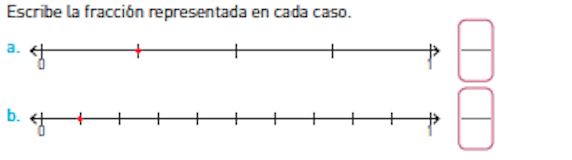 Escribe la fracción representada en cada caso.
a.
0 1
b.
0 1